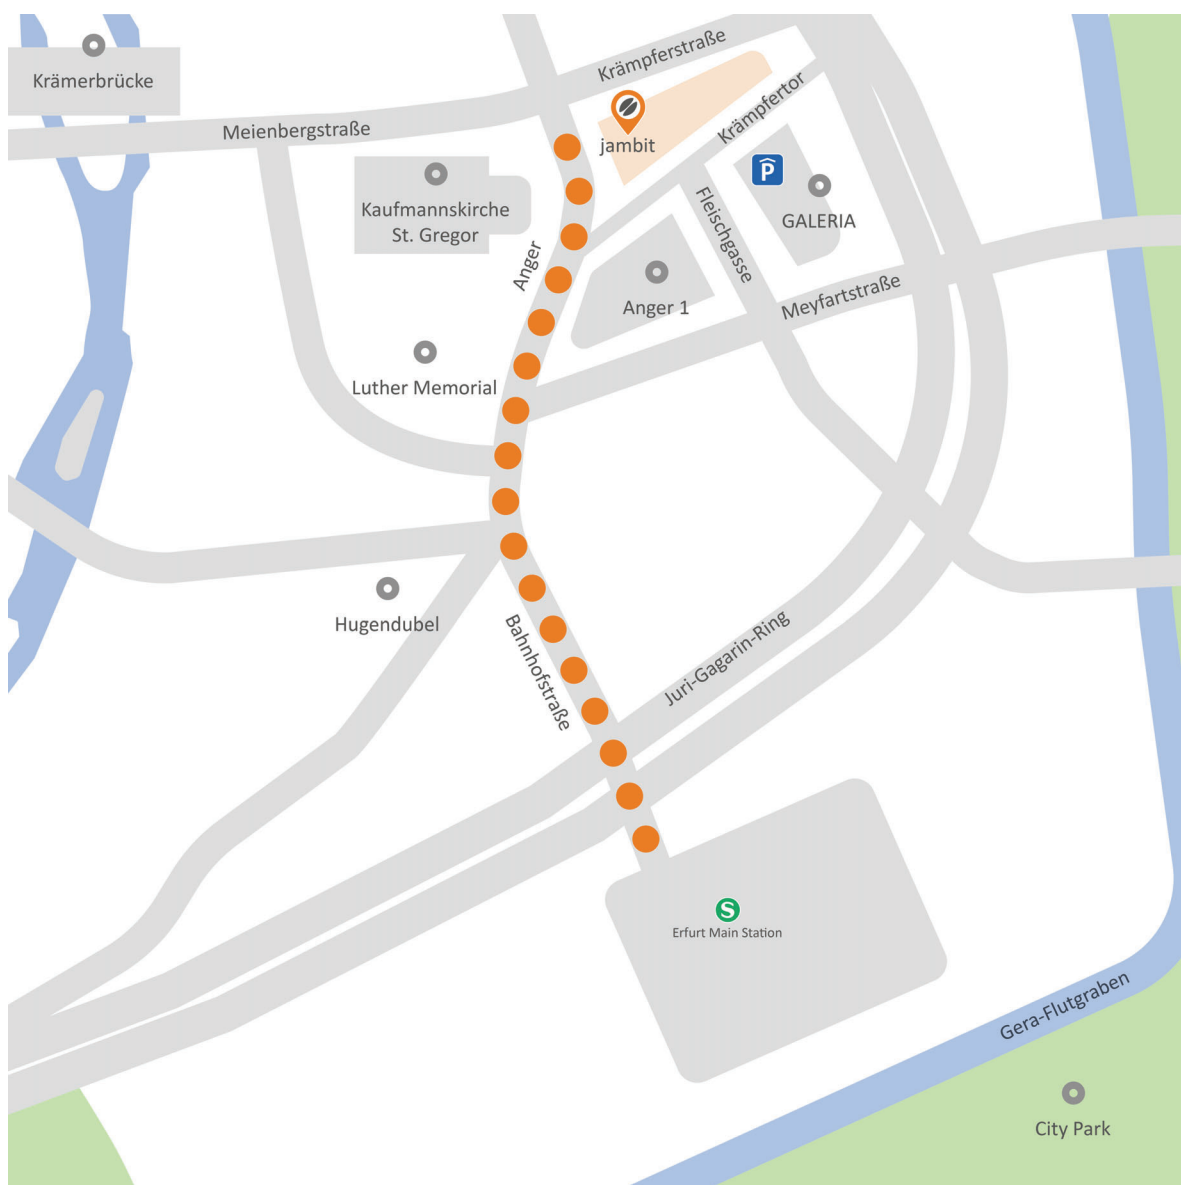 Krämpferstraße
Krämerbrücke
Meienbergstraße
jambit
Krämpfertor
P
Kaufmannskirche
St. Gregor
GALERIA
Fleischgasse
Anger
Anger 1
Meyfartstraße
Luther Memorial
Hugendubel
Bahnhofstraße
Juri-Gagarin-Ring
S
Erfurt Main Station
Gera-Flutgraben
City Park